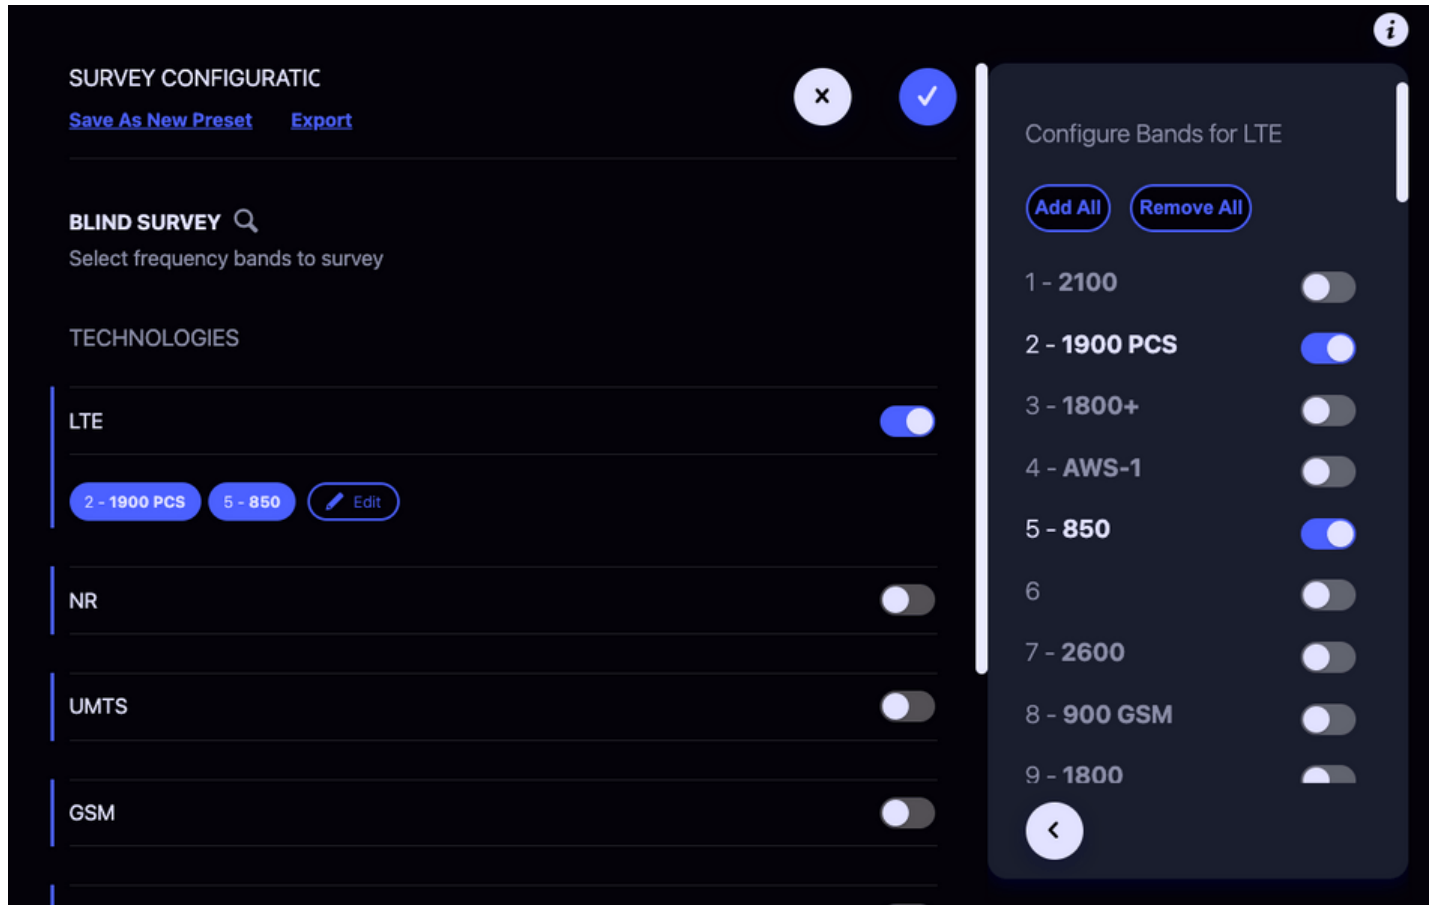 i
SURVEY CONFIGURATIC
Save As New Preset Export
BLIND SURVEY
Select frequency bands to survey
TECHNOLOGIES
LTE
2 - 1900 PCS 5 - 850 Edit
NR
UMTS
GSM
Configure Bands for LTE
Add All Remove All
1 - 2100
2 - 1900 PCS
3 - 1800+
4 - AWS-1
5 - 850
6
7 - 2600
8 - 900 GSM
9 - 1800